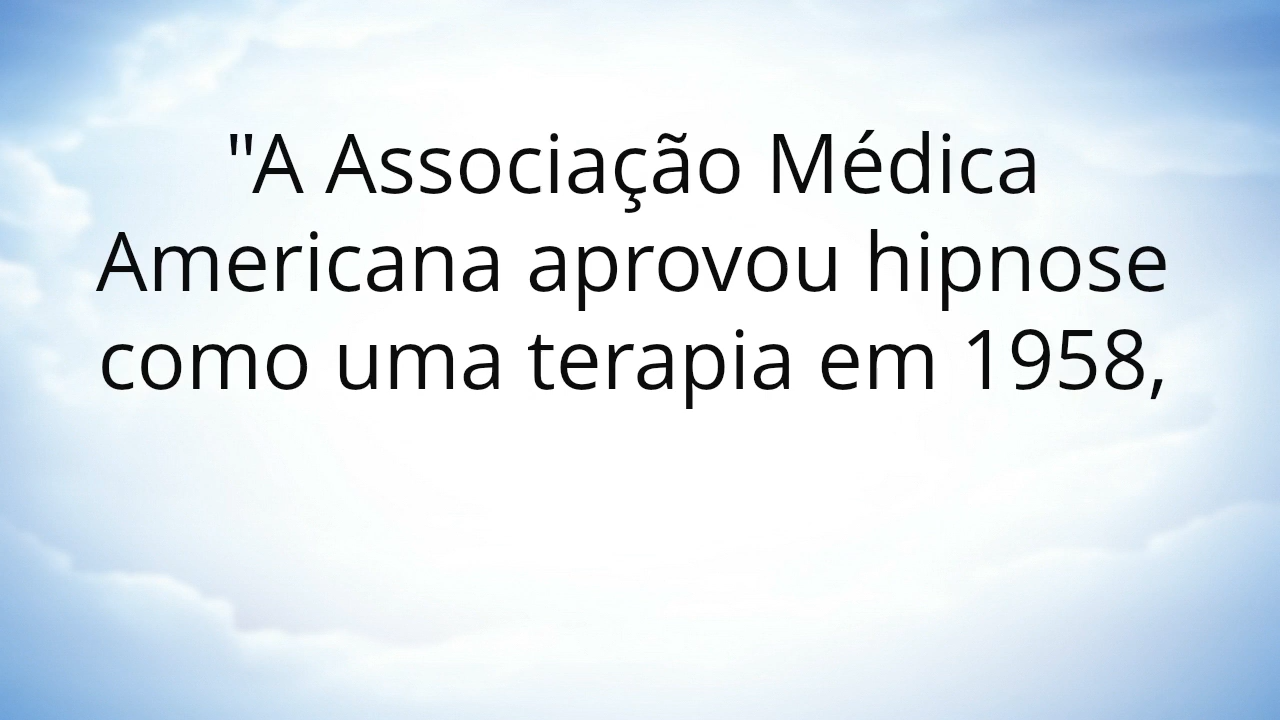 "A Associação Médica
Americana aprovou hipnose
como uma terapia em 1958,